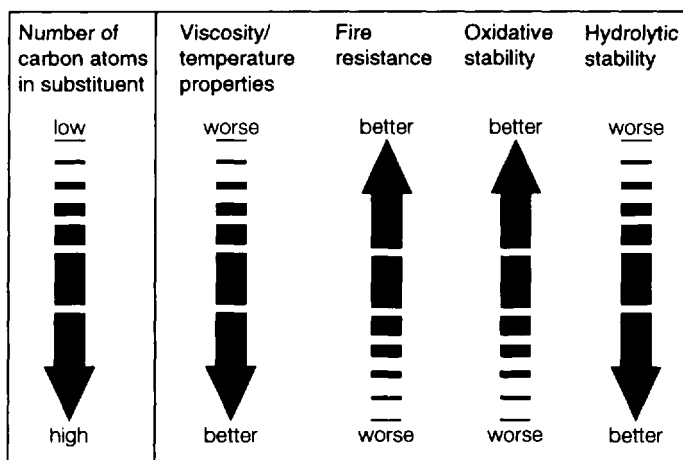 Number of
carbon atoms
in substituent
Viscosity/
temperature
properties
Fire
resistance
Oxidative
stability
Hydrolytic
stability
low
worse
better
better
worse
high
better
worse
worse
better